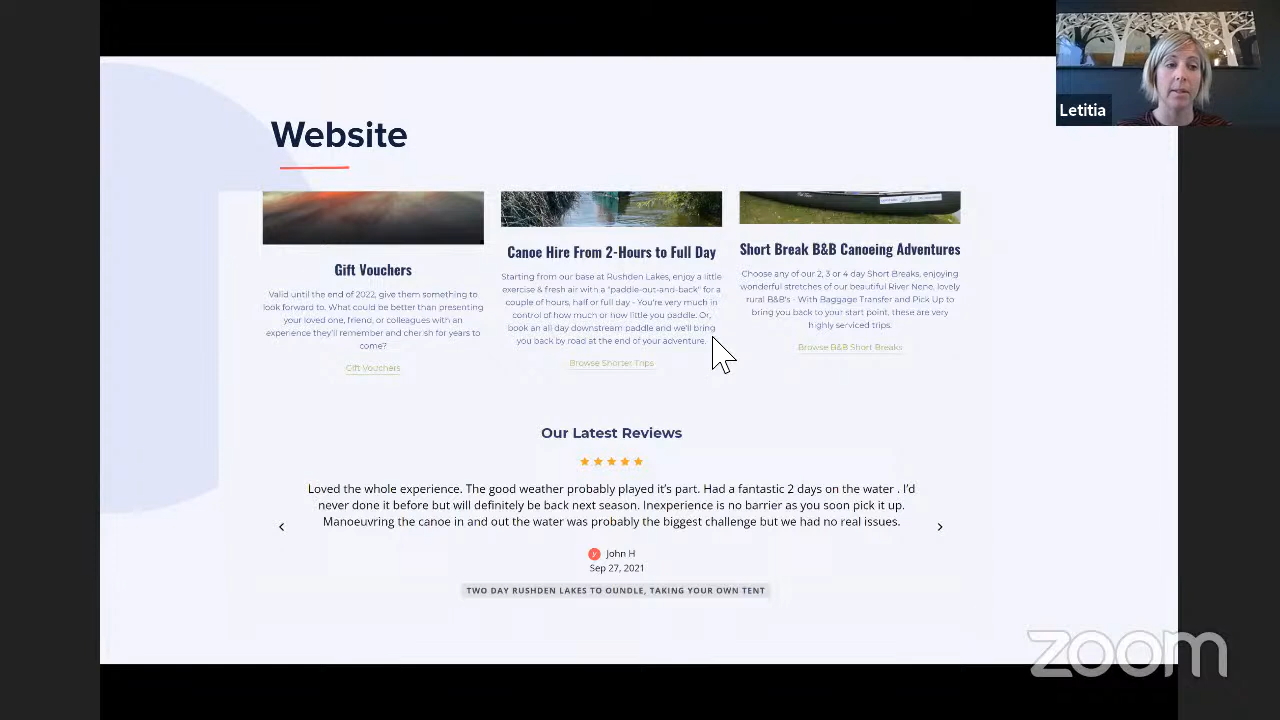 Letitia
Website
Gift Vouchers
Valid until the end of 2022, give them something to
look forward to. What could be better than presenting
your loved one, friend, or colleagues with an
experience they'll remember and cherish for years to
come?
Gift Vouchers
Canoe Hire From 2-Hours to Full Day
Starting from our base at Rushden Lakes, enjoy a little
exercise & fresh air with a "paddle-out-and-back" for a
couple of hours, half or full day - You're very much in
control of how much or how little you paddle. Or,
book an all day downstream paddle and we'll bring
you back by road at the end of your adventure.
Browse Shorter Trips
Short Break B&B Canoeing Adventures
Choose any of our 2, 3 or 4 day Short Breaks, enjoying
wonderful stretches of our beautiful River Nene, lovely
rural B&B's - With Baggage Transfer and Pick Up to
bring you back to your start point, these are very
highly serviced trips.
Browse B&B Short Breaks
Our Latest Reviews
Loved the whole experience. The good weather probably played it's part. Had a fantastic 2 days on the water . I'd
never done it before but will definitely be back next season. Inexperience is no barrier as you soon pick it up.
Manoeuvring the canoe in and out the water was probably the biggest challenge but we had no real issues.
John H
Sep 27, 2021
TWO DAY RUSHDEN LAKES TO OUNDLE, TAKING YOUR OWN TENT
zoom